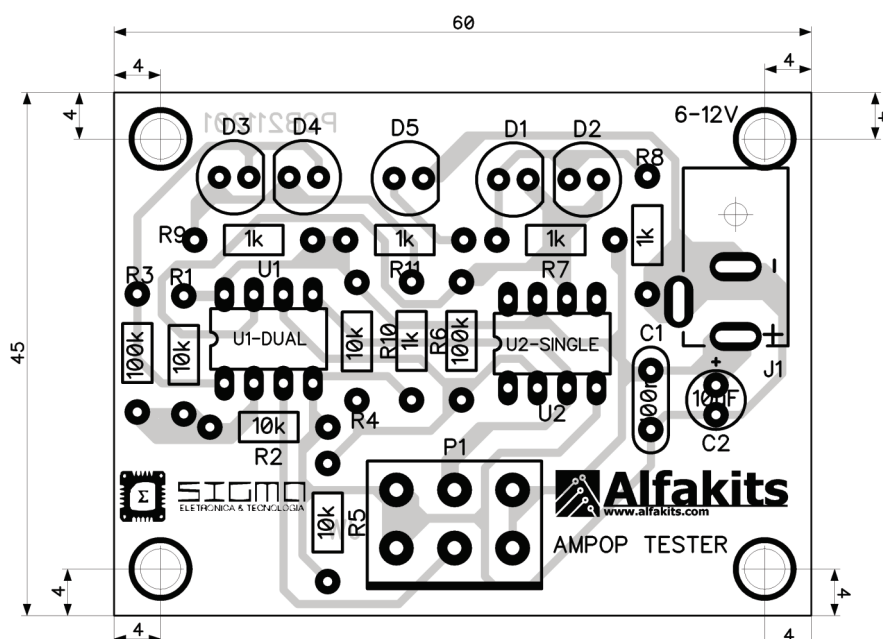 60
4
4
4
4
PCB211201
6-12V
D3
D4
D5
D1
D2
R8
R9
1k
1k
1k
1k
U1
R11
R7
R3
R1
-
45
100k
10k
U1-DUAL
10k
R10
1k
R6
100k
U2-SINGLE
C1
+
J1
100n
+
100uF
10k
R4
U2
R2
P1
C2
Σ
SIGMA
ELETRONICA & TECNOLOGIA
10k
R5
Alfakits
www.alfakits.com
AMPOP TESTER
4
4
4
4